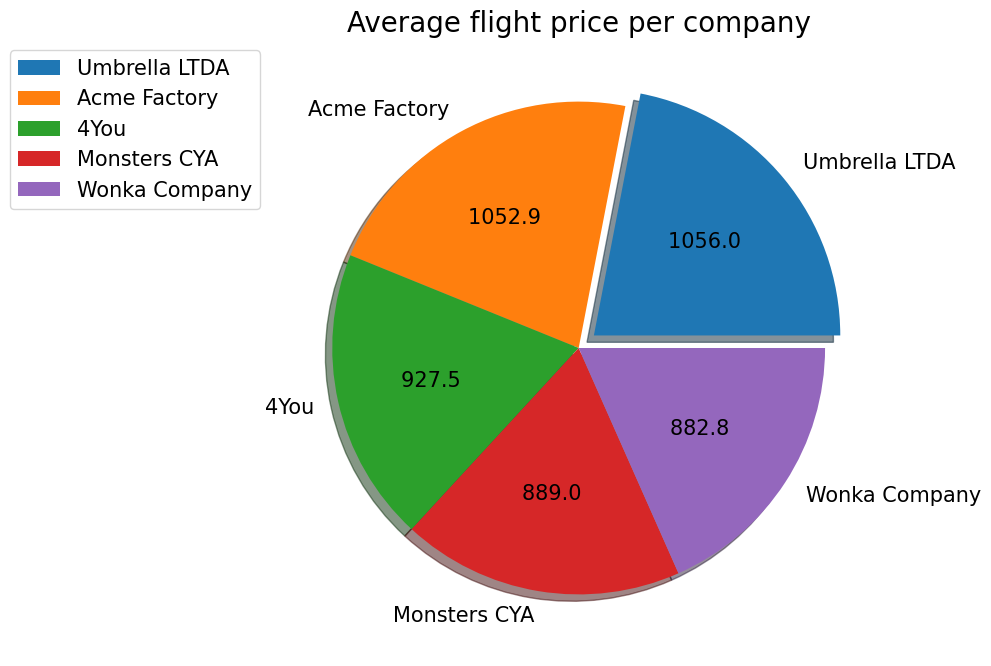 Average flight price per company
Umbrella LTDA
Acme Factory
4You
Monsters CYA
Wonka Company
Acme Factory
Umbrella LTDA
1052.9
1056.0
927.5
4You
882.8
889.0
Wonka Company
Monsters CYA